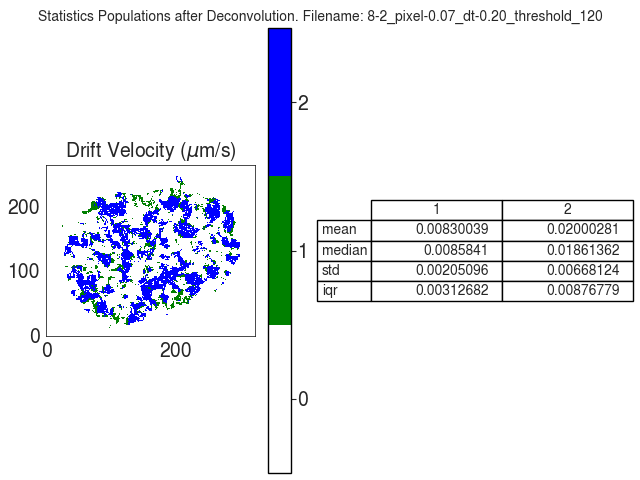 Statistics Populations after Deconvolution. Filename: 8-2_pixel-0.07_dt-0.20_threshold_120
Drift Velocity (μm/s)
200
100
0
0 200
2
1
0
1 2
mean 0.00830039 0.02000281
median 0.0085841 0.01861362
std 0.00205096 0.00668124
iqr 0.00312682 0.00876779